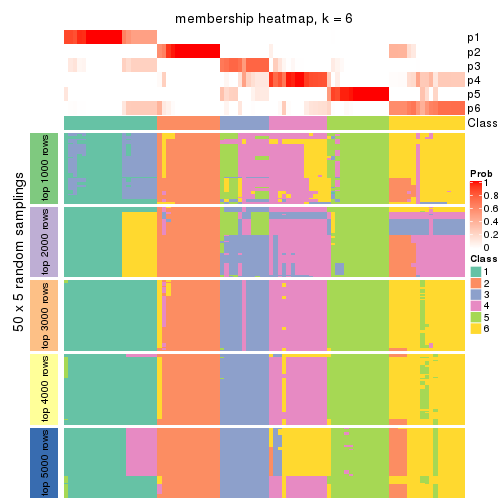 membership heatmap, k = 6
p1
p2
p3
p4
p5
p6
Class
50 x 5 random samplings
top 1000 rows
top 2000 rows
top 3000 rows
top 4000 rows
top 5000 rows
Prob
1
0.8
0.6
0.4
0.2
0
Class
1
2
3
4
5
6